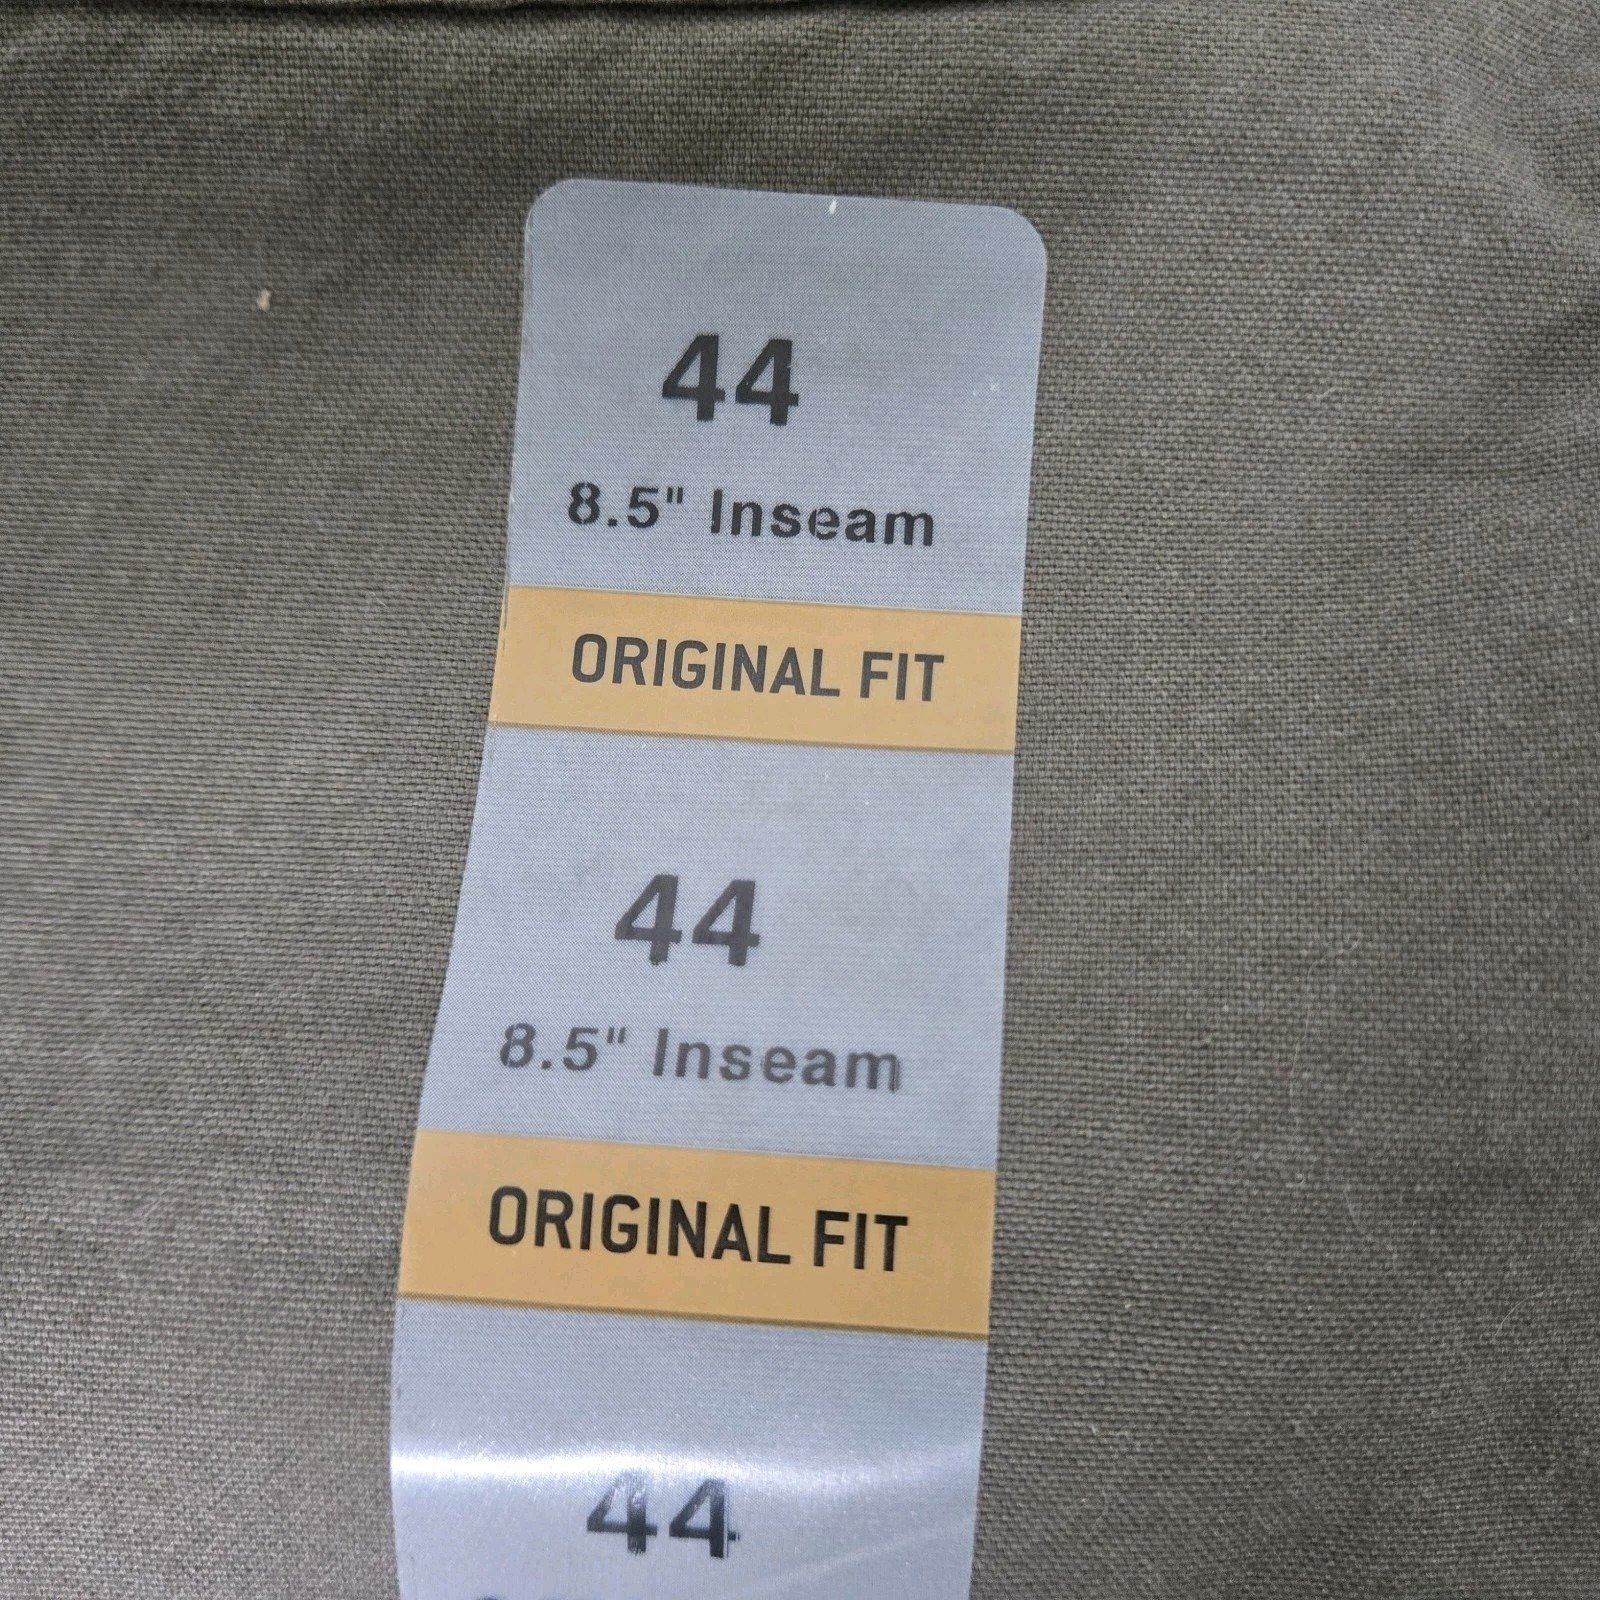 44
8.5" Inseam
ORIGINAL FIT
44
8.5" Inseam
ORIGINAL FIT
44